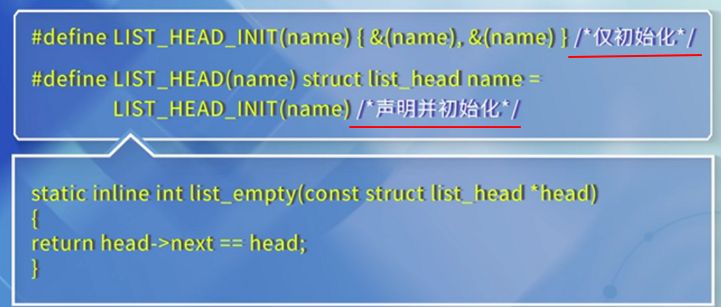 #define LIST_HEAD_INIT(name) { &(name), &(name) } /*仅初始化*/
#define LIST_HEAD(name) struct list_head name =
LIST_HEAD_INIT(name) /*声明并初始化*/
static inline int list_empty(const struct list_head *head)
{
return head->next == head;
}